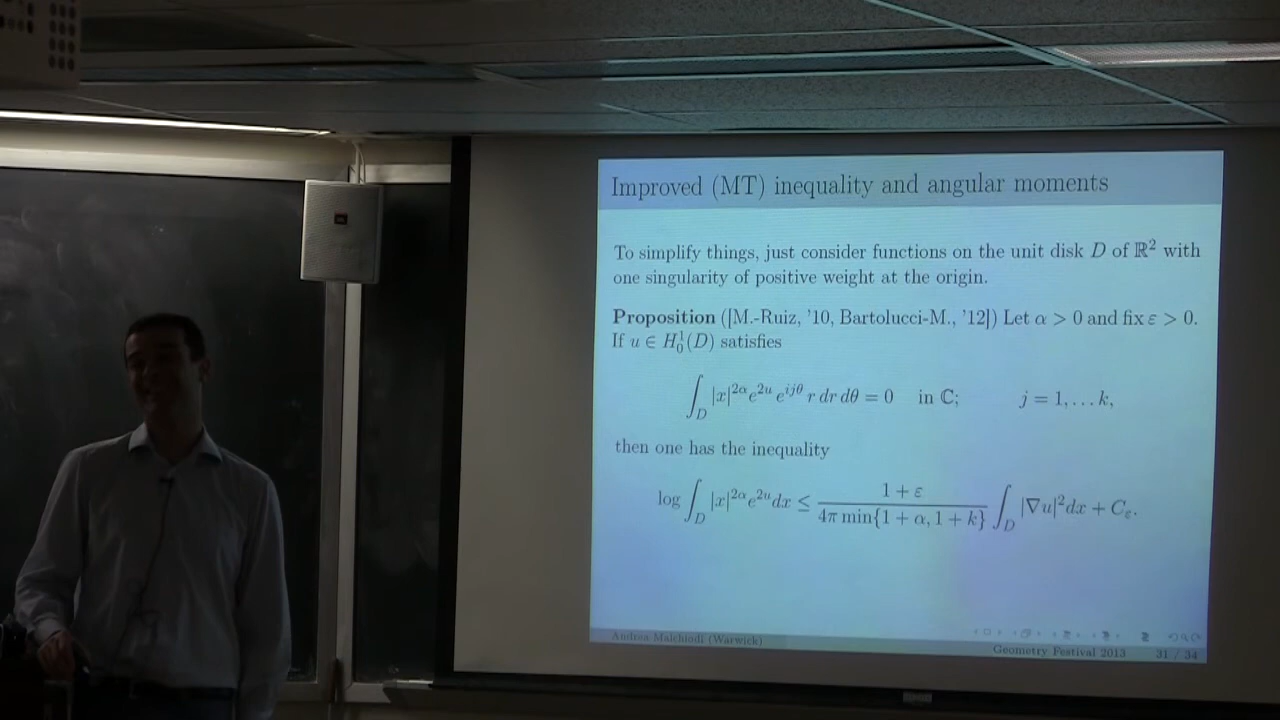 Improved (MT) inequality and angular moments
To simplify things, just consider functions on the unit disk D of ℝ² with
one singularity of positive weight at the origin.
Proposition ([M.-Ruiz, '10, Bartolucci-M., '12]) Let α > 0 and fix ε > 0.
If u ∈ H₀¹(D) satisfies
∫_D |x|^{2α} e^{2u} e^{ijθ} r dr dθ = 0 in ℂ; j = 1, … k,
then one has the inequality
log ∫_D |x|^{2α} e^{2u} dx ≤ \frac{1 + ε}{4π min{1 + α, 1 + k}} ∫_D |∇u|² dx + C_ε.
Andrea Malchiodi (Warwick)
Geometry Festival 2013 31 / 34